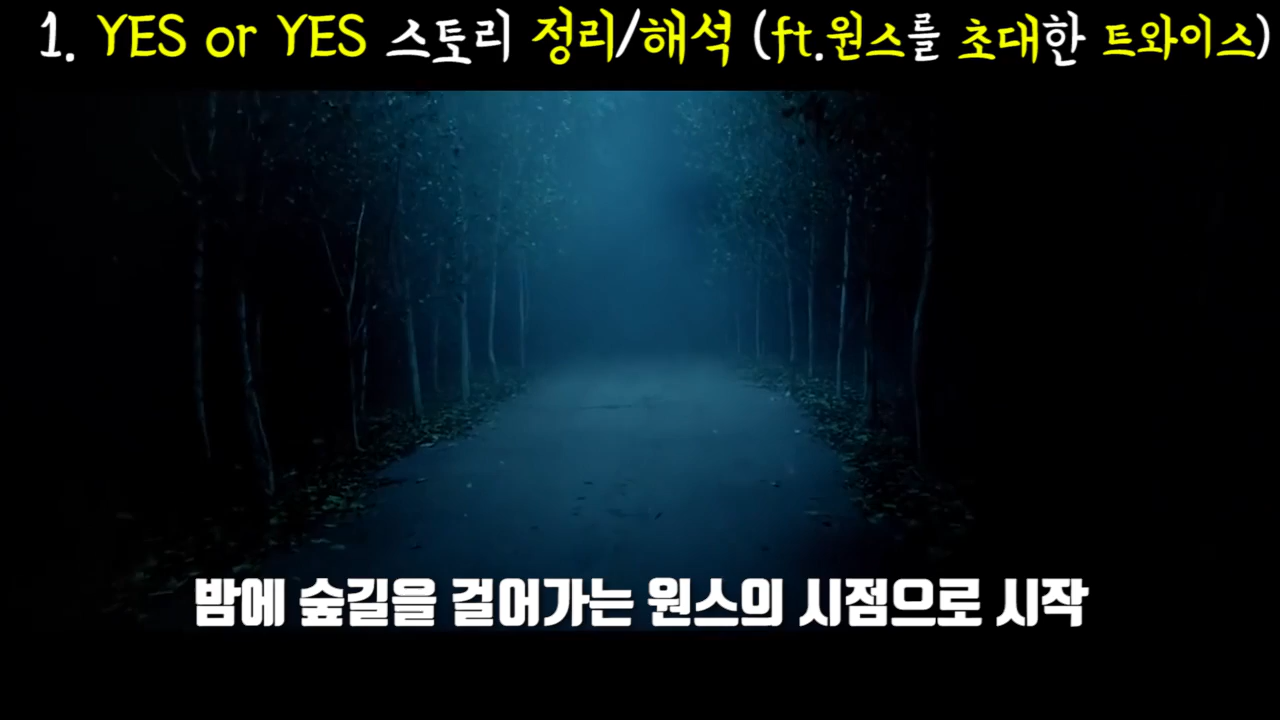 1. YES or YES 스토리 정리/해석 (ft.원스를 초대한 트와이스)
밤에 숲길을 걸어가는 원스의 시점으로 시작